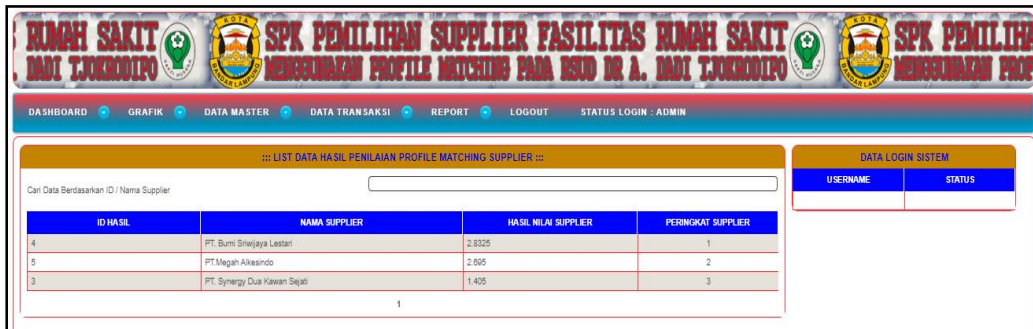 RUMAH SAKIT SPK PEMILIHAN SUPPLIER FASILITAS RUMAH SAKIT SPK PEMILIHA
. DADI TJOKRODIPO MENGGUNAKAN PROFILE MATCHING PADA RSUD DR A. DADI TJOKRODIPO MENGGUNAKAN PROF
KOTA
BANDAR LAMPUNG
KOTA
BANDAR LAMPUNG
DASHBOARD GRAFIK DATA MASTER DATA TRANSAKSI REPORT LOGOUT STATUS LOGIN : ADMIN
::: LIST DATA HASIL PENILAIAN PROFILE MATCHING SUPPLIER :::
Cari Data Berdasarkan ID / Nama Supplier
ID HASIL NAMA SUPPLIER HASIL NILAI SUPPLIER PERINGKAT SUPPLIER
4 PT. Bumi Sriwijaya Lestari 2.8325 1
5 PT.Megah Alkesindo 2.695 2
3 PT. Synergy Dua Kawan Sejati 1.405 3
1
DATA LOGIN SISTEM
USERNAME STATUS